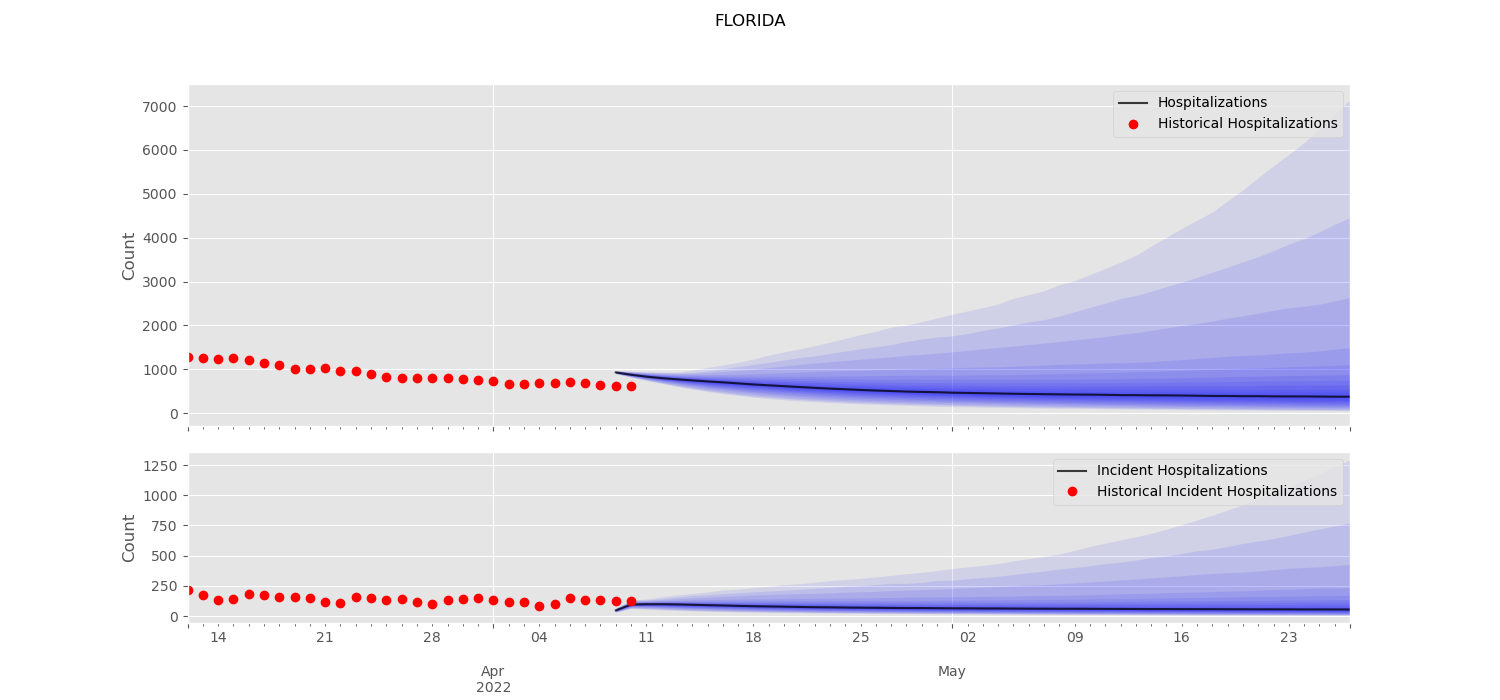 FLORIDA
Hospitalizations
Historical Hospitalizations
Count
7000
6000
5000
4000
3000
2000
1000
0
Incident Hospitalizations
Historical Incident Hospitalizations
Count
1250
1000
750
500
250
0
14 21 28 04 11 18 25 02 09 16 23
Apr May
2022